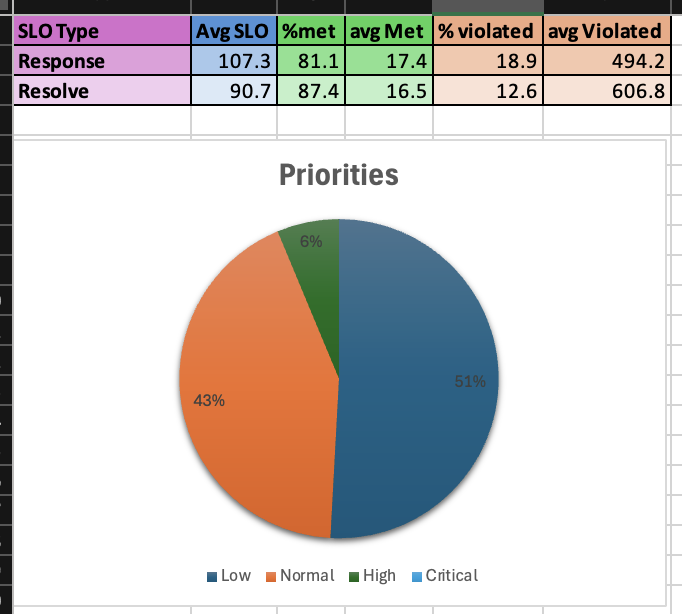 SLO Type Avg SLO %met avg Met % violated avg Violated
Response 107.3 81.1 17.4 18.9 494.2
Resolve 90.7 87.4 16.5 12.6 606.8
Priorities
6%
51%
43%
Low Normal High Critical